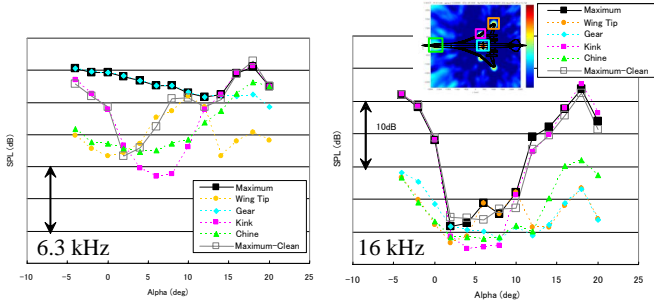 SPL (dB)
Maximum
Wing Tip
Gear
Kink
Chine
Maximum-Clean
6.3 kHz
-10 -5 0 5 10 15 20 25
Alpha (deg)
Maximum
Wing Tip
Gear
Kink
Chine
Maximum-Clean
SPL (dB)
10dB
16 kHz
-10 -5 0 5 10 15 20 25
Alpha (deg)